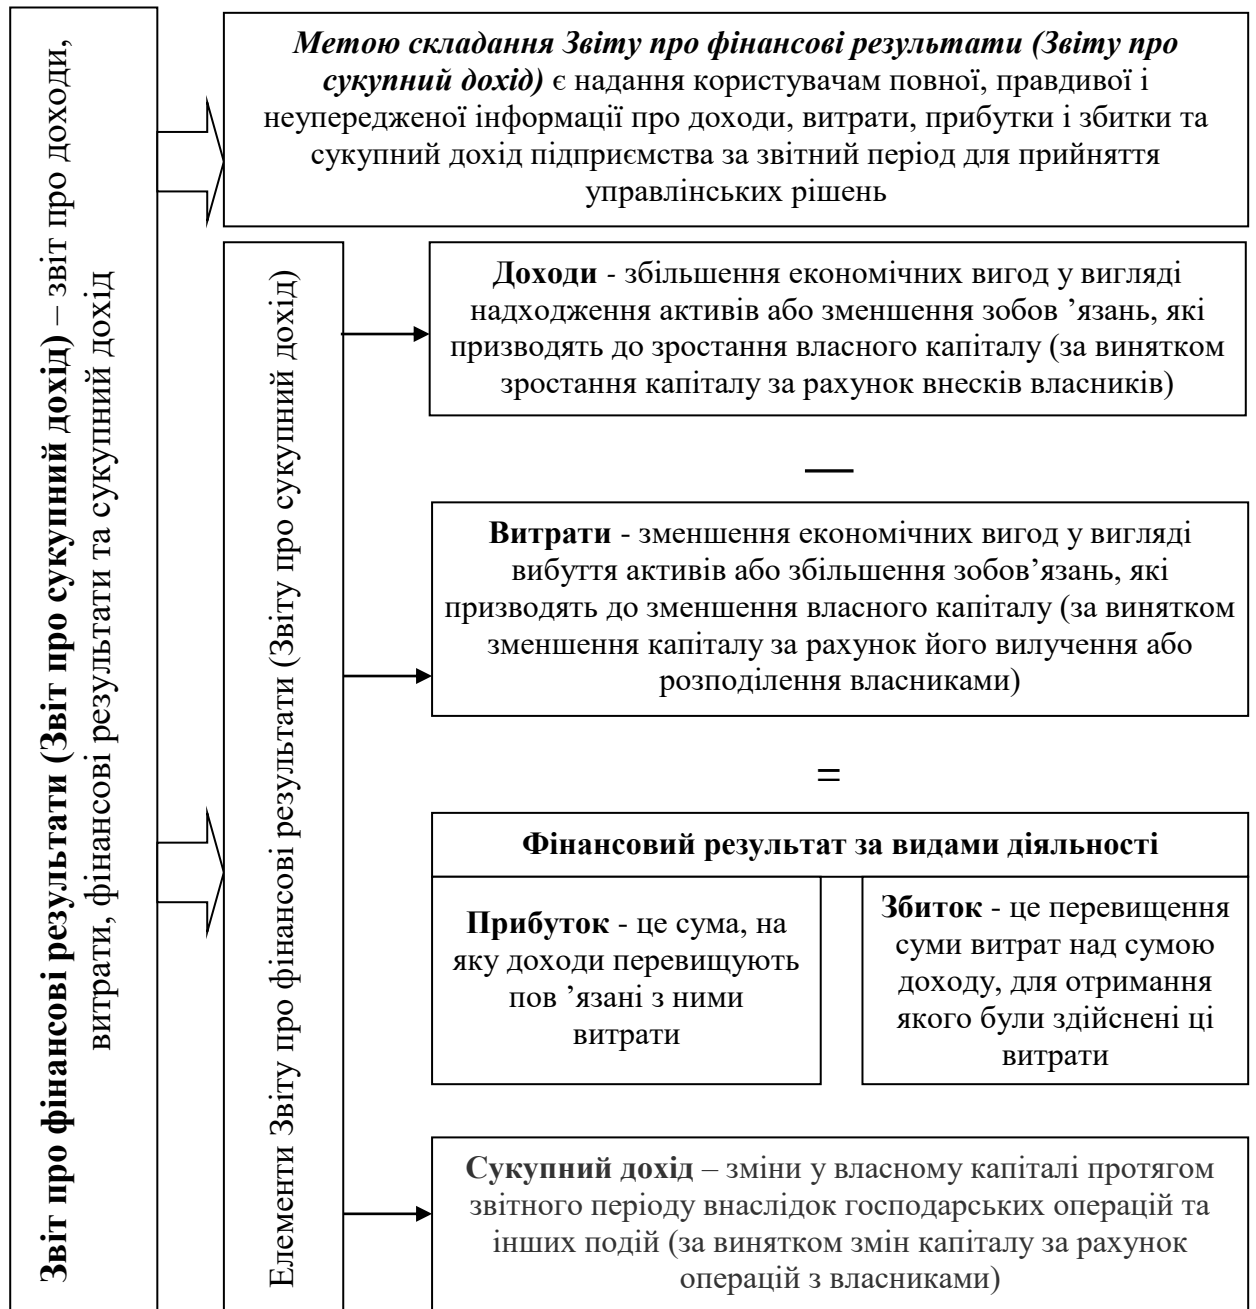 Звіт про фінансові результати (Звіт про сукупний дохід) – звіт про доходи,
витрати, фінансові результати та сукупний дохід
Метою складання Звіту про фінансові результати (Звіту про
сукупний дохід) є надання користувачам повної, правдивої і
неупередженої інформації про доходи, витрати, прибутки і збитки та
сукупний дохід підприємства за звітний період для прийняття
управлінських рішень
Елементи Звіту про фінансові результати (Звіту про сукупний дохід)
Доходи - збільшення економічних вигод у вигляді
надходження активів або зменшення зобов ’язань, які
призводять до зростання власного капіталу (за винятком
зростання капіталу за рахунок внесків власників)
—
Витрати - зменшення економічних вигод у вигляді
вибуття активів або збільшення зобов’язань, які
призводять до зменшення власного капіталу (за винятком
зменшення капіталу за рахунок його вилучення або
розподілення власниками)
=
Фінансовий результат за видами діяльності
Прибуток - це сума, на
яку доходи перевищують
пов ’язані з ними
витрати
Збиток - це перевищення
суми витрат над сумою
доходу, для отримання
якого були здійснені ці
витрати
Сукупний дохід – зміни у власному капіталі протягом
звітного періоду внаслідок господарських операцій та
інших подій (за винятком змін капіталу за рахунок
операцій з власниками)